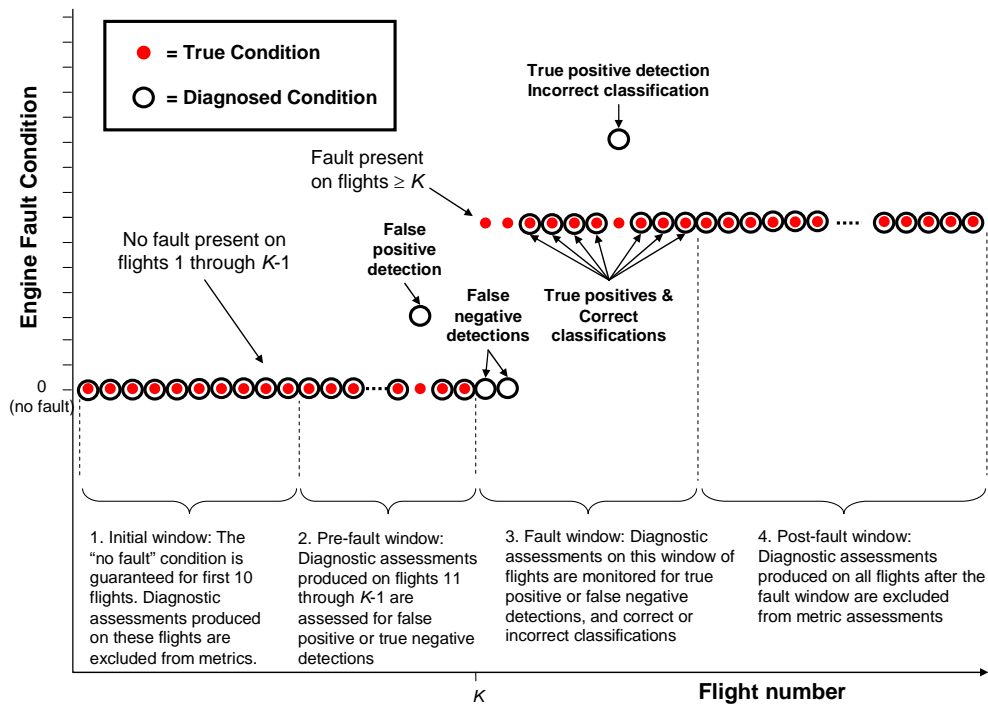 = True Condition
= Diagnosed Condition
Engine Fault Condition
True positive detection
Incorrect classification
Fault present
on flights ≥ K
No fault present on
flights 1 through K-1
False
positive
detection
False
negative
detections
True positives &
Correct
classifications
0
(no fault)
1. Initial window: The
“no fault” condition is
guaranteed for first 10
flights. Diagnostic
assessments produced
on these flights are
excluded from metrics.
2. Pre-fault window:
Diagnostic assessments
produced on flights 11
through K-1 are
assessed for false
positive or true negative
detections
3. Fault window: Diagnostic
assessments on this window of
flights are monitored for true
positive or false negative
detections, and correct or
incorrect classifications
4. Post-fault window:
Diagnostic assessments
produced on all flights after the
fault window are excluded
from metric assessments
K
Flight number